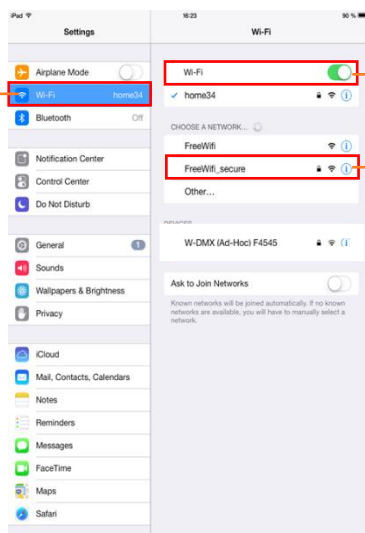 iPad 16:23 90 %
Settings Wi-Fi
Airplane Mode
Wi-Fi home34
Bluetooth Off
Notification Center
Control Center
Do Not Disturb
General 1
Sounds
Wallpapers & Brightness
Privacy
iCloud
Mail, Contacts, Calendars
Notes
Reminders
Messages
FaceTime
Maps
Safari
Wi-Fi
home34
CHOOSE A NETWORK...
FreeWifi
FreeWifi_secure
Other...
DEVICES
W-DMX (Ad-Hoc) F4545
Ask to Join Networks
Known networks will be joined automatically. If no known
networks are available, you will have to manually select a
network.